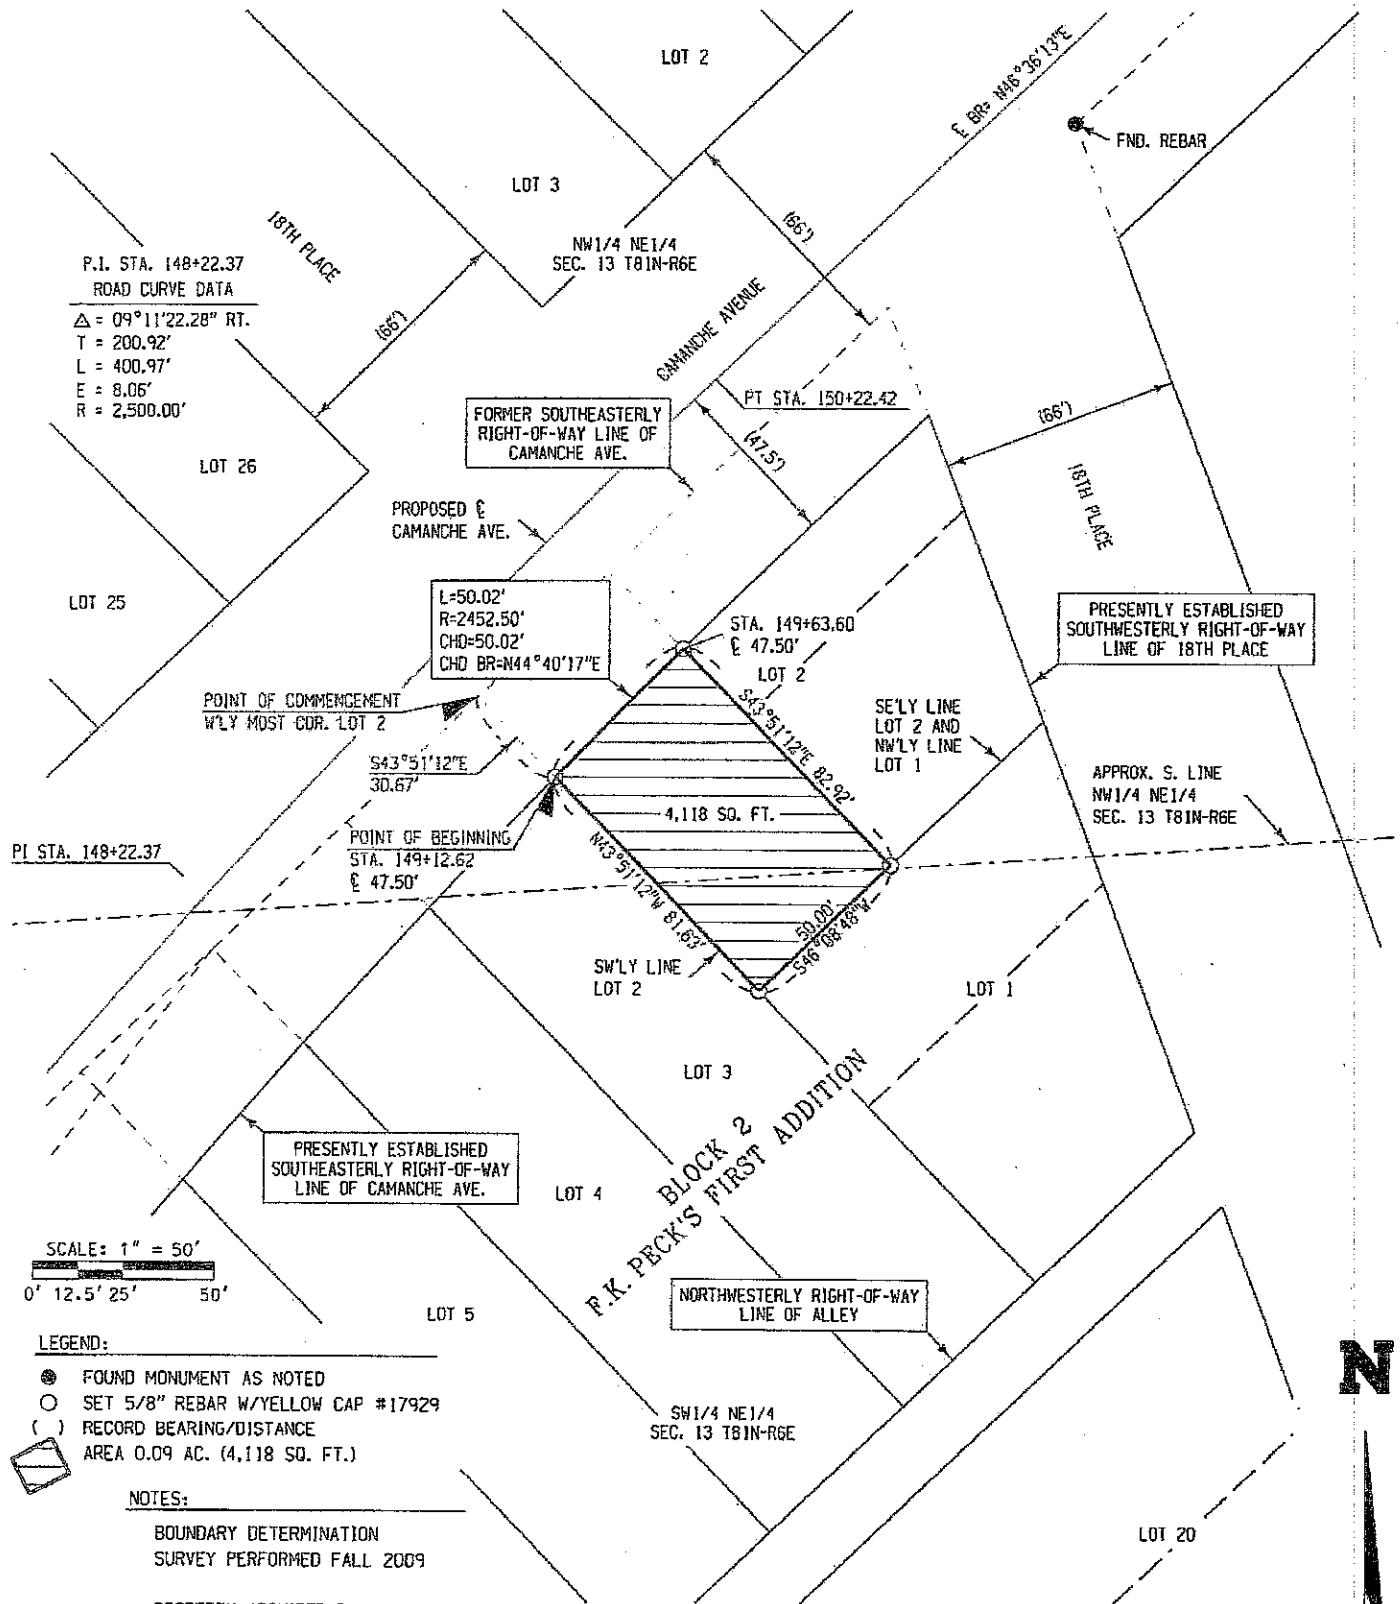 LOT 2
℄ BR= N46°36'13"E
FND. REBAR
LOT 3
18TH PLACE
(66')
NW1/4 NE1/4
SEC. 13 T81N-R6E
(66')
P.I. STA. 148+22.37
ROAD CURVE DATA
△ = 09°11'22.28" RT.
T = 200.92'
L = 400.97'
E = 8.06'
R = 2,500.00'
CAMANCHE AVENUE
PT STA. 150+22.42
FORMER SOUTHEASTERLY
RIGHT-OF-WAY LINE OF
CAMANCHE AVE.
(47.5')
(66')
18TH PLACE
LOT 26
PROPOSED ℄
CAMANCHE AVE.
LOT 25
L=50.02'
R=2452.50'
CHD=50.02'
CHD BR=N44°40'17"E
STA. 149+63.60
℄ 47.50'
LOT 2
PRESENTLY ESTABLISHED
SOUTHWESTERLY RIGHT-OF-WAY
LINE OF 18TH PLACE
POINT OF COMMENCEMENT
W'LY MOST COR. LOT 2
S43°51'12"E 82.92'
SE'LY LINE
LOT 2 AND
NW'LY LINE
LOT 1
S43°51'12"E
30.67'
APPROX. S. LINE
NW1/4 NE1/4
SEC. 13 T81N-R6E
4,118 SQ. FT.
PI STA. 148+22.37
POINT OF BEGINNING
STA. 149+12.62
℄ 47.50'
N43°51'12"W 81.63'
50.00'
S46°08'48"W
SW'LY LINE
LOT 2
LOT 1
LOT 3
BLOCK 2
F.K. PECK'S FIRST ADDITION
PRESENTLY ESTABLISHED
SOUTHEASTERLY RIGHT-OF-WAY
LINE OF CAMANCHE AVE.
LOT 4
SCALE: 1" = 50'
0' 12.5' 25' 50'
LOT 5
NORTHWESTERLY RIGHT-OF-WAY
LINE OF ALLEY
LEGEND:
FOUND MONUMENT AS NOTED
SET 5/8" REBAR W/YELLOW CAP #17929
( ) RECORD BEARING/DISTANCE
AREA 0.09 AC. (4,118 SQ. FT.)
SW1/4 NE1/4
SEC. 13 T81N-R6E
N
NOTES:
BOUNDARY DETERMINATION
SURVEY PERFORMED FALL 2009
LOT 20